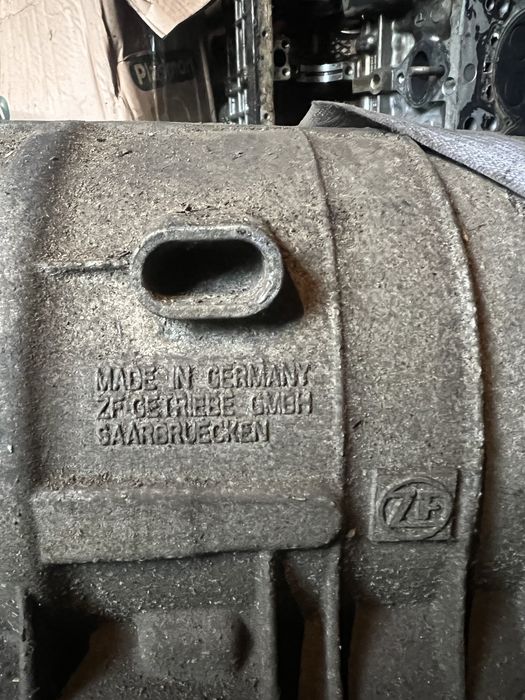 MADE IN GERMANY
ZF-GETRIEBE GMBH
SAARBRUECKEN
ZF